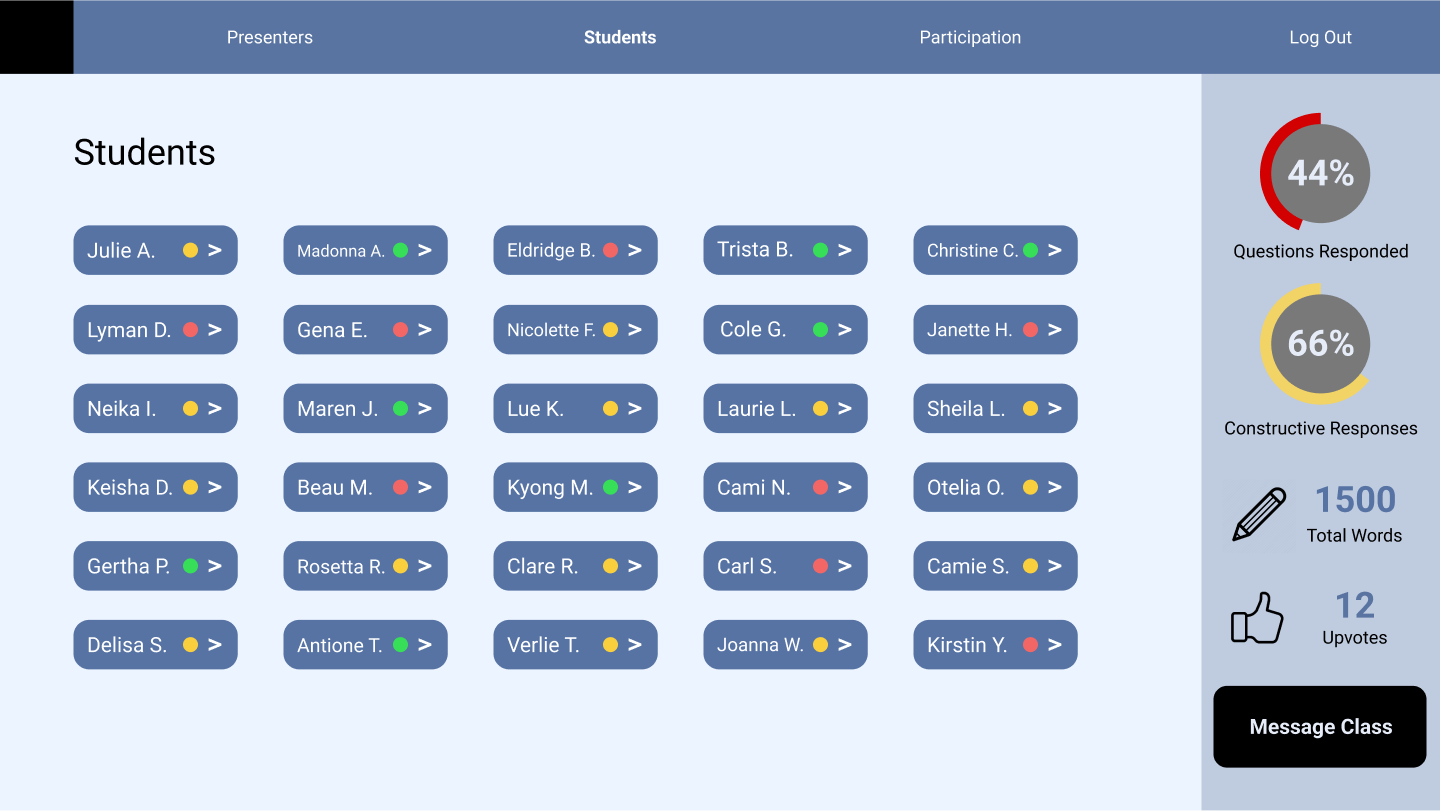 Presenters Students Participation Log Out
Students
Julie A. > Madonna A. > Eldridge B. > Trista B. > Christine C. >
Lyman D. > Gena E. > Nicolette F. > Cole G. > Janette H. >
Neika I. > Maren J. > Lue K. > Laurie L. > Sheila L. >
Keisha D. > Beau M. > Kyong M. > Cami N. > Otelia O. >
Gertha P. > Rosetta R. > Clare R. > Carl S. > Camie S. >
Delisa S. > Antione T. > Verlie T. > Joanna W. > Kirstin Y. >
44%
Questions Responded
66%
Constructive Responses
1500
Total Words
12
Upvotes
Message Class